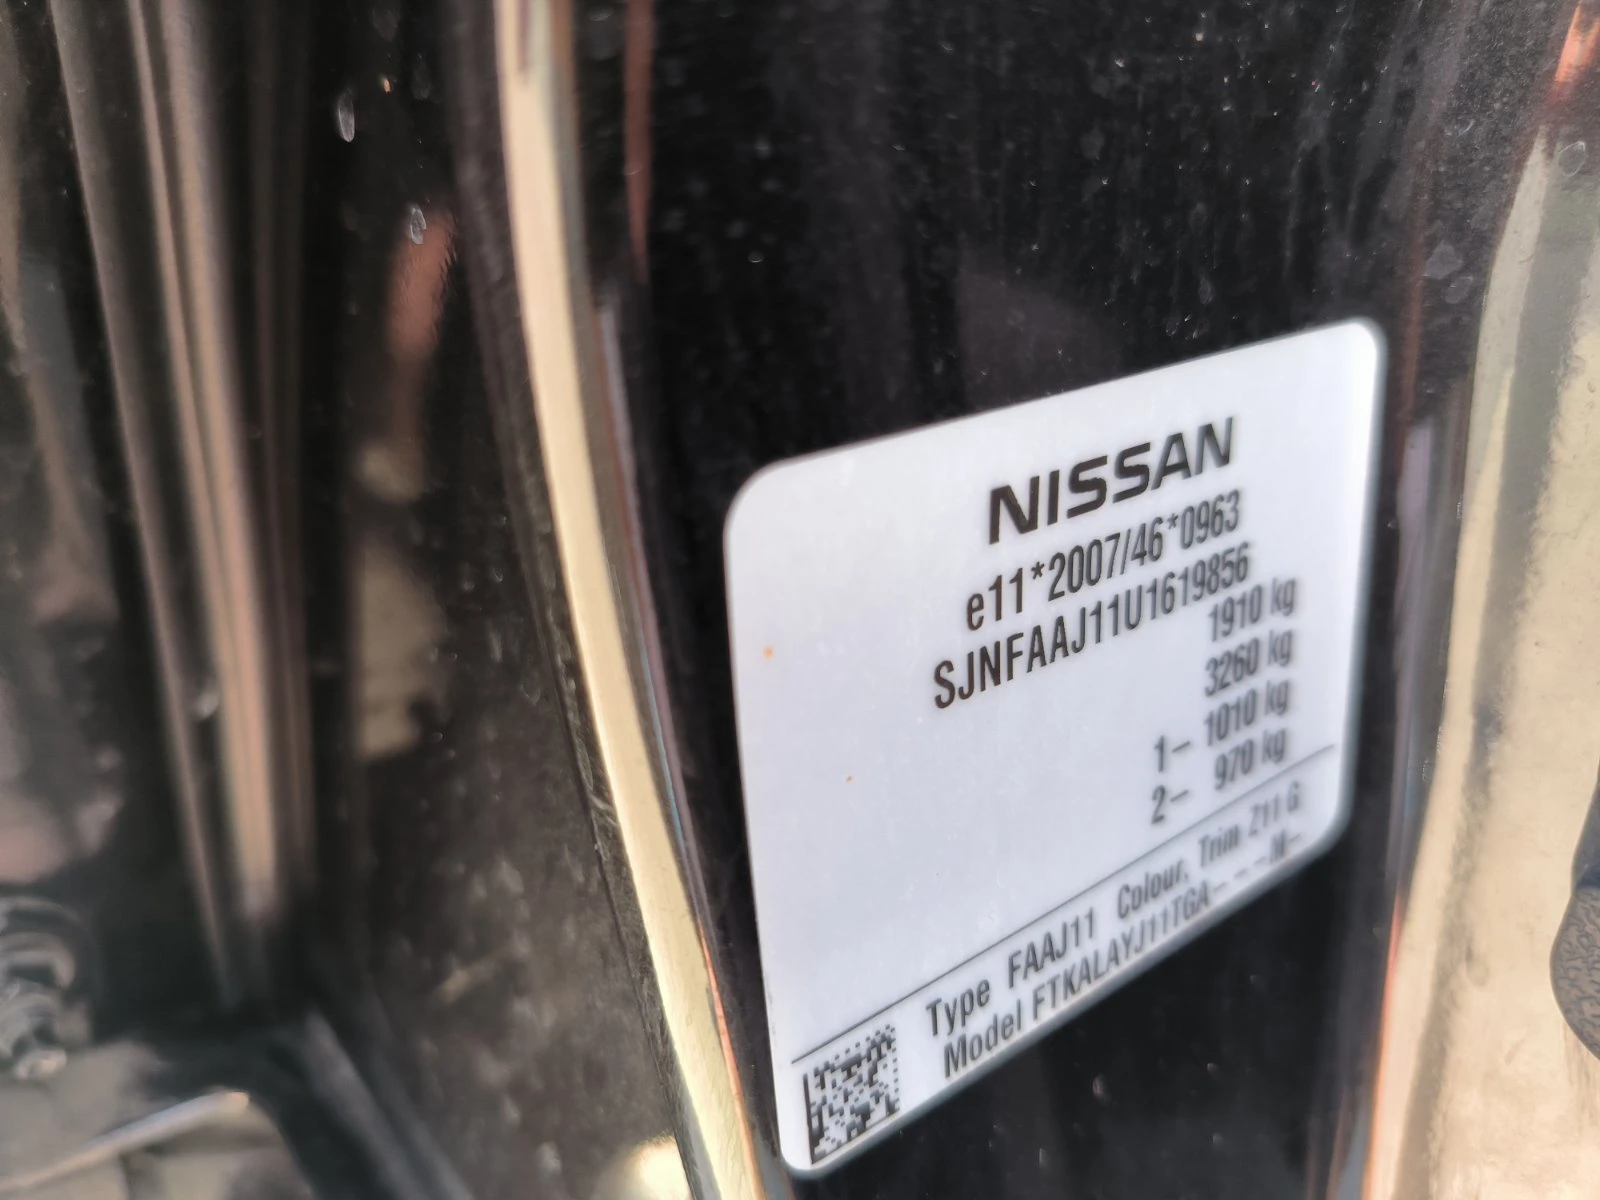 NISSAN
e11*2007/46*0963
SJNFAAJ11U1619856
1910 kg
3260 kg
1- 1010 kg
2- 970 kg
Type FAAJ11 Colour, Trim Z11 G
Model FTKALAYJ11TGA- - -M-